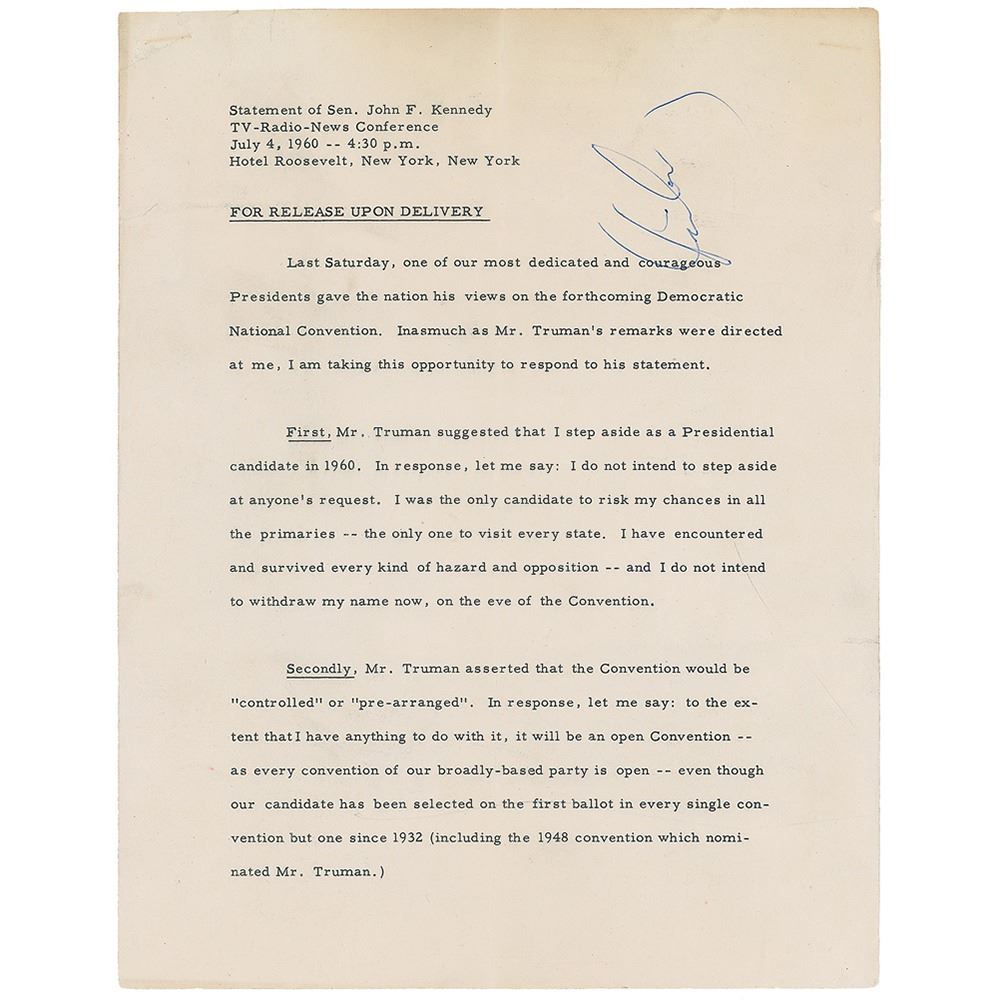 Statement of Sen. John F. Kennedy
TV-Radio-News Conference
July 4, 1960 -- 4:30 p.m.
Hotel Roosevelt, New York, New York
FOR RELEASE UPON DELIVERY
Last Saturday, one of our most dedicated and courageous
Presidents gave the nation his views on the forthcoming Democratic
National Convention. Inasmuch as Mr. Truman's remarks were directed
at me, I am taking this opportunity to respond to his statement.
First, Mr. Truman suggested that I step aside as a Presidential
candidate in 1960. In response, let me say: I do not intend to step aside
at anyone's request. I was the only candidate to risk my chances in all
the primaries -- the only one to visit every state. I have encountered
and survived every kind of hazard and opposition -- and I do not intend
to withdraw my name now, on the eve of the Convention.
Secondly, Mr. Truman asserted that the Convention would be
"controlled" or "pre-arranged". In response, let me say: to the ex-
tent that I have anything to do with it, it will be an open Convention --
as every convention of our broadly-based party is open -- even though
our candidate has been selected on the first ballot in every single con-
vention but one since 1932 (including the 1948 convention which nomi-
nated Mr. Truman.)